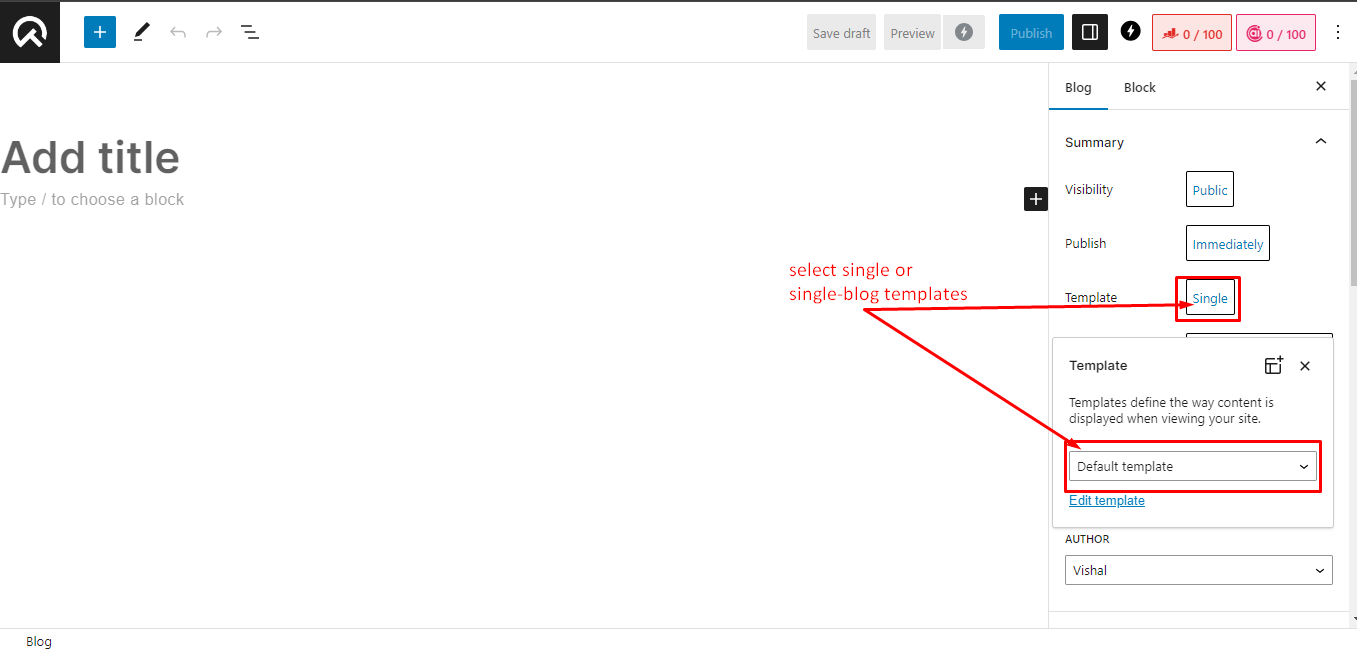 Save draft
Preview
Publish
0 / 100
0 / 100
Blog
Block
Add title
Type / to choose a block
Summary
Visibility
Public
Publish
Immediately
select single or
single-blog templates
Template
Single
Template
Templates define the way content is
displayed when viewing your site.
Default template
Edit template
AUTHOR
Vishal
Blog